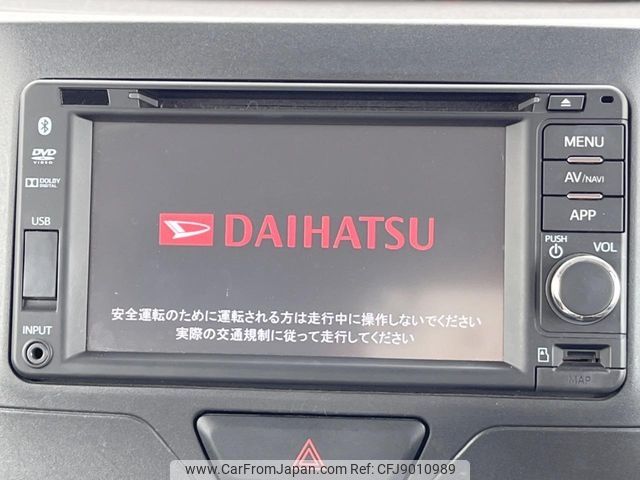 DVD
VIDEO
DOLBY
DIGITAL
USB
INPUT
MENU
AV/NAVI
APP
PUSH
VOL
MAP
DAIHATSU
安全運転のために運転される方は走行中に操作しないでください
実際の交通規制に従って走行してください
www.CarFromJapan.com - CFJ9010989